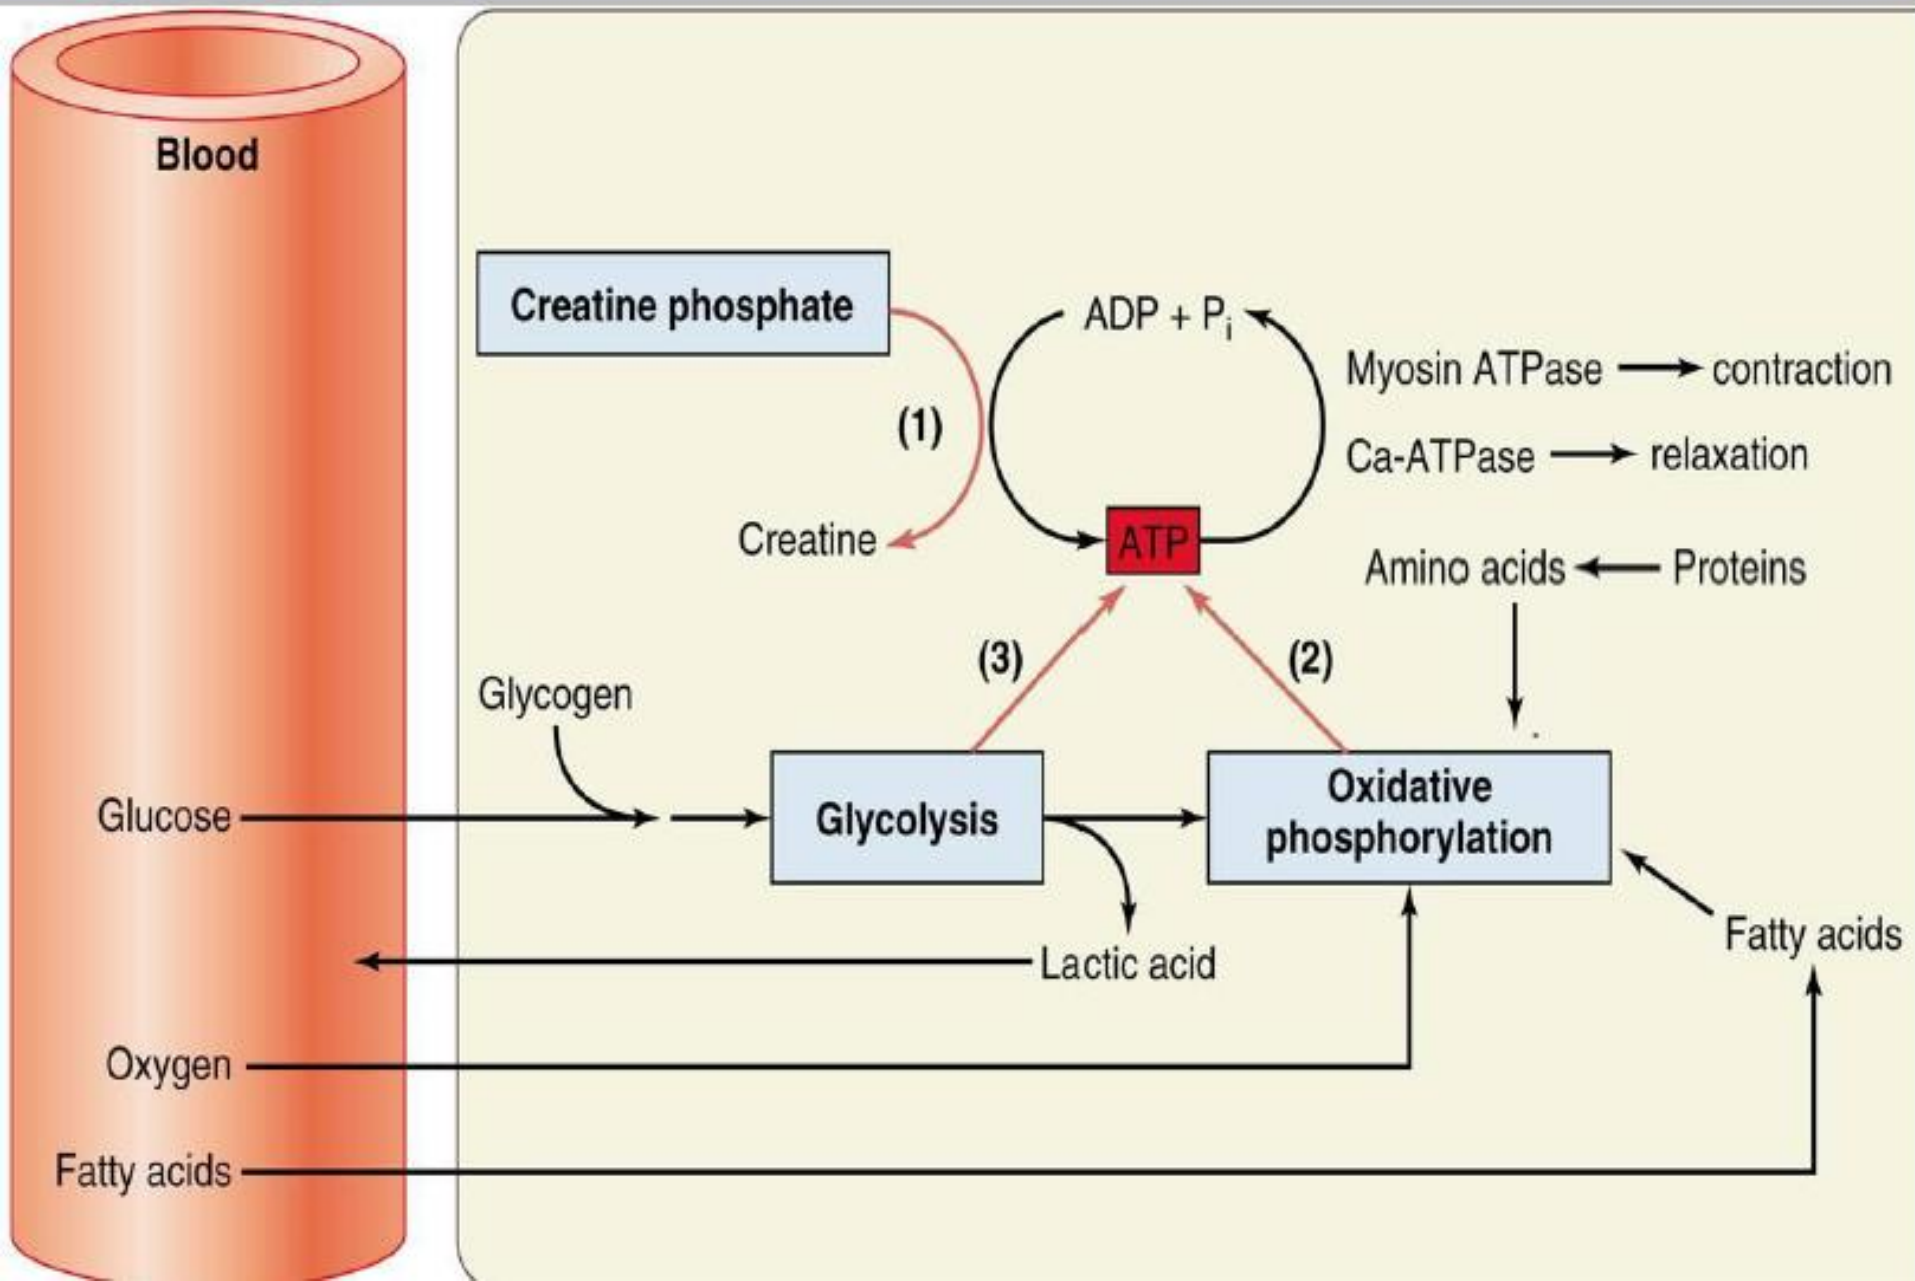 Blood
Creatine phosphate
ADP + Pi
Myosin ATPase contraction
(1)
Ca-ATPase relaxation
Creatine
ATP
Amino acids Proteins
(3)
(2)
Glycogen
Glucose
Glycolysis
Oxidative
phosphorylation
Fatty acids
Lactic acid
Oxygen
Fatty acids